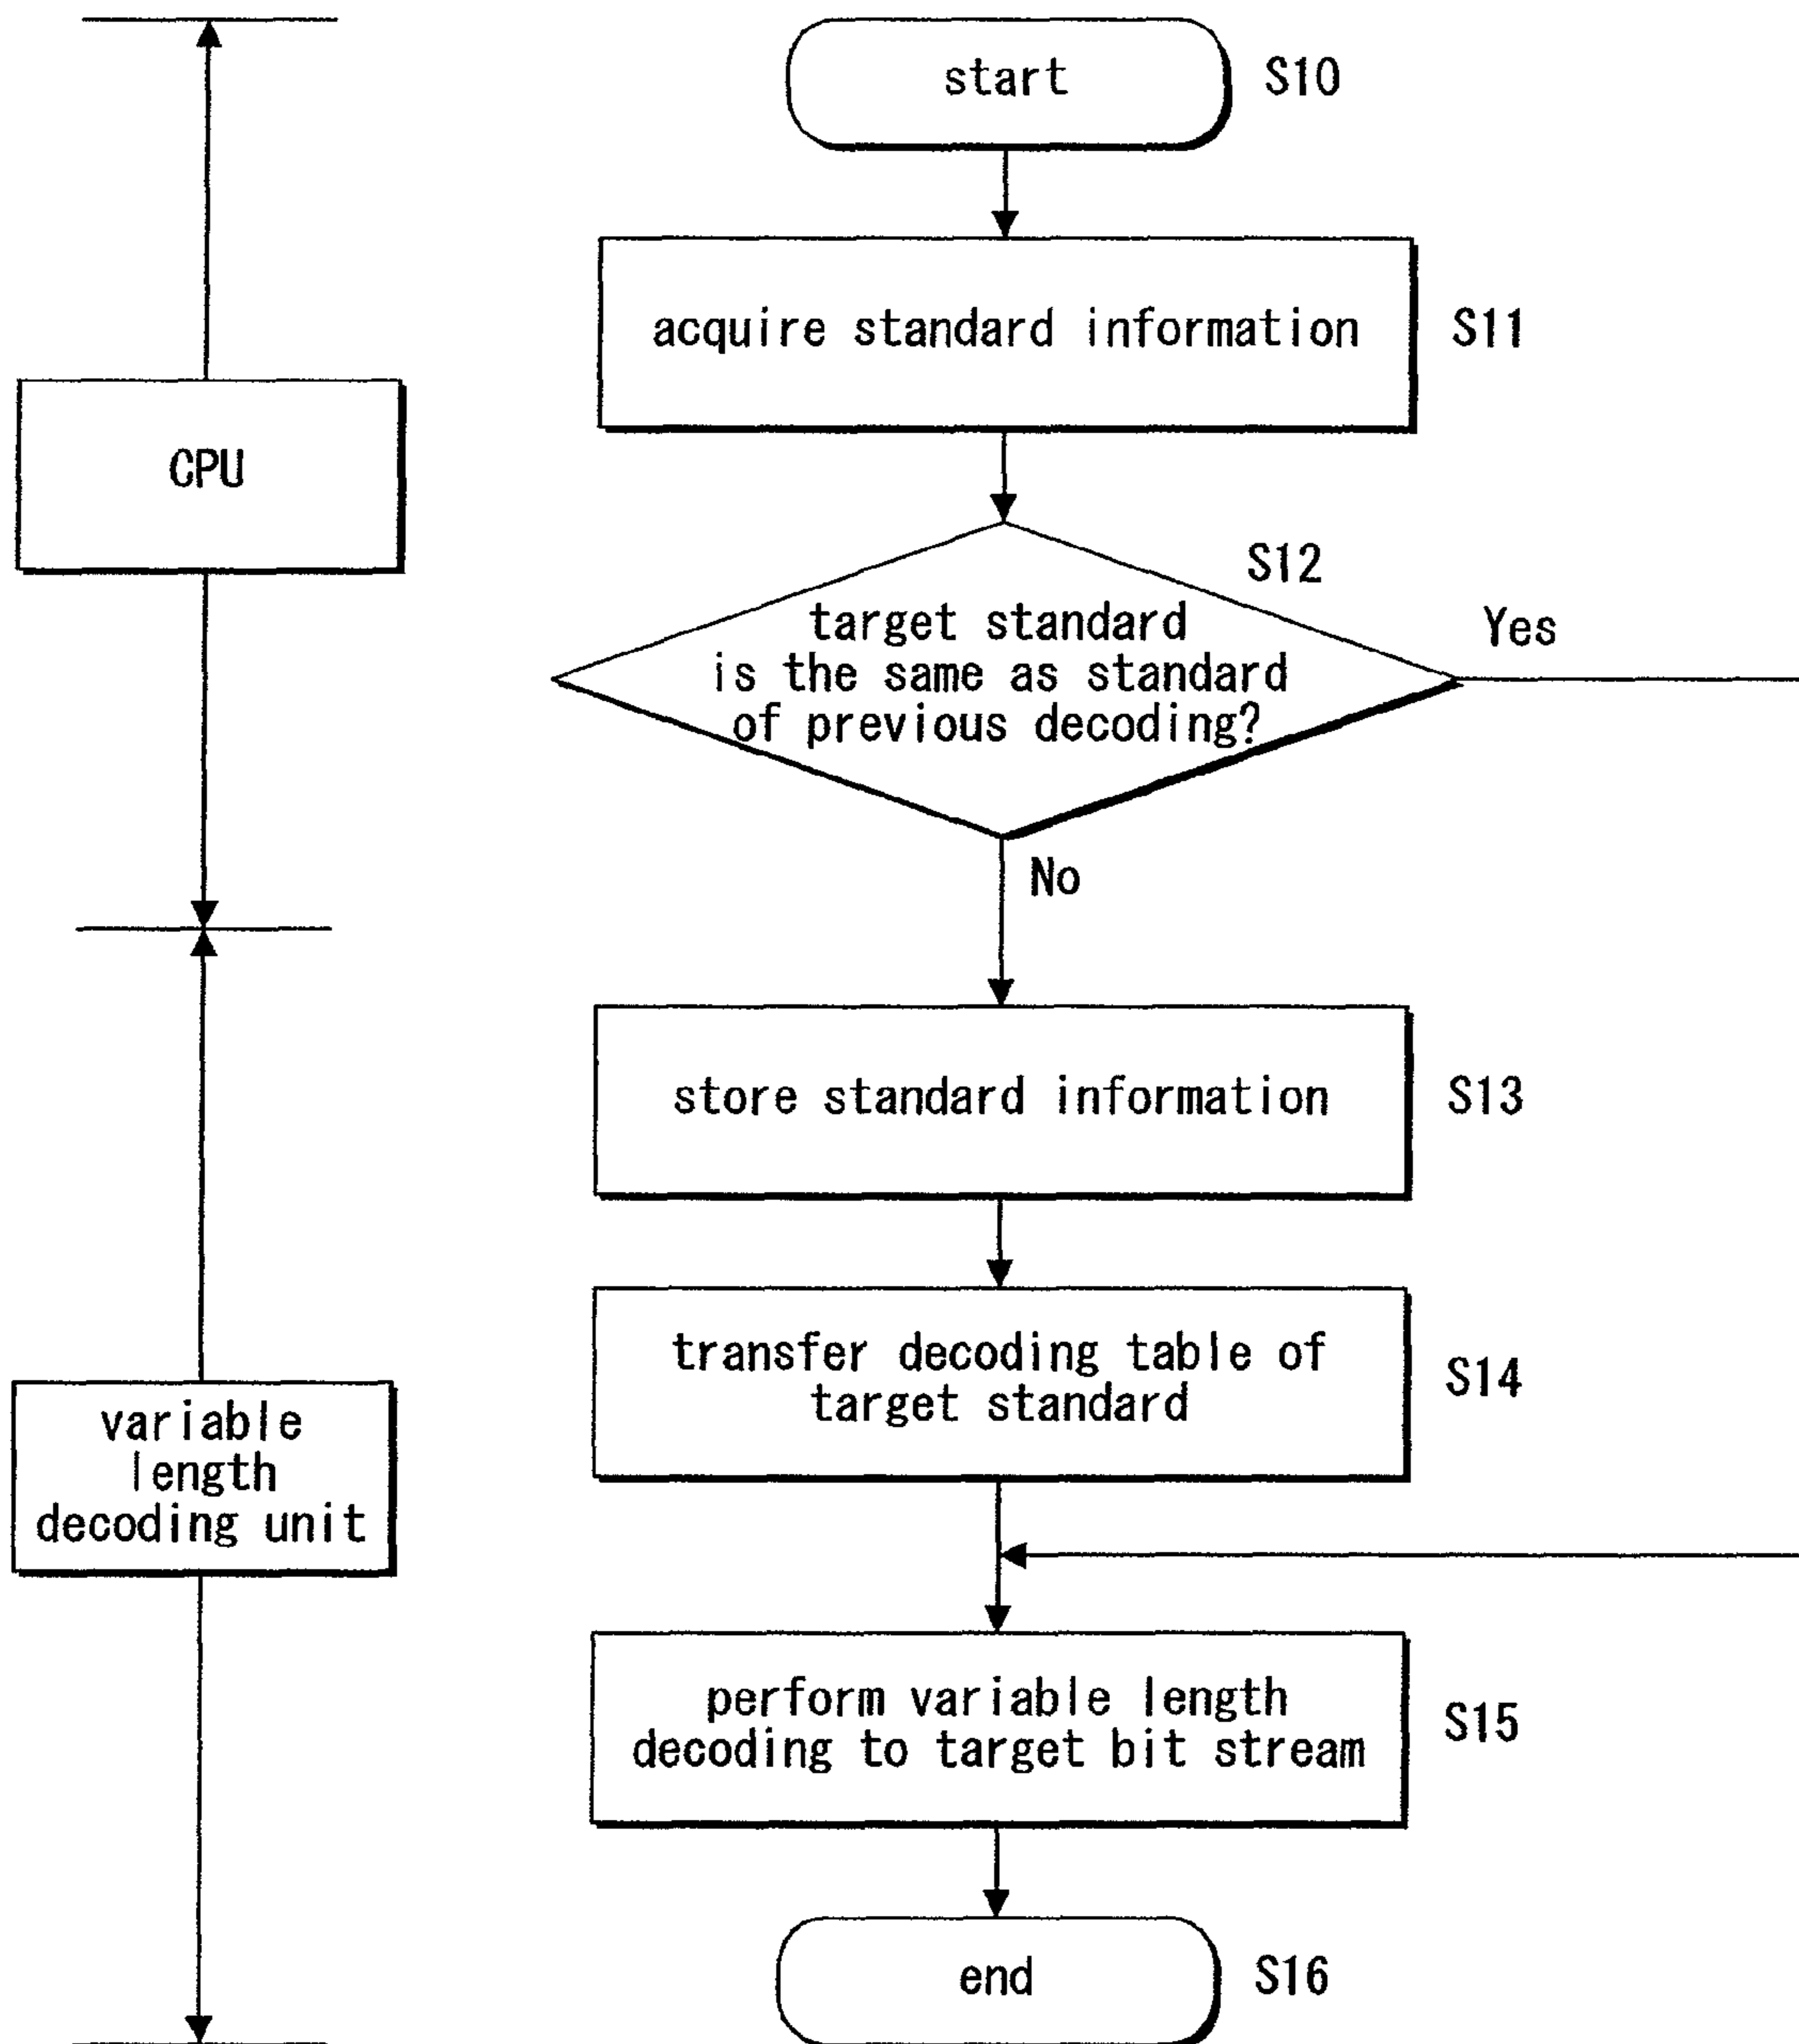 start
S10
acquire standard information
S11
CPU
S12
target standard
is the same as standard
of previous decoding?
Yes
No
store standard information
S13
transfer decoding table of
target standard
S14
variable
length
decoding unit
perform variable length
decoding to target bit stream
S15
end
S16